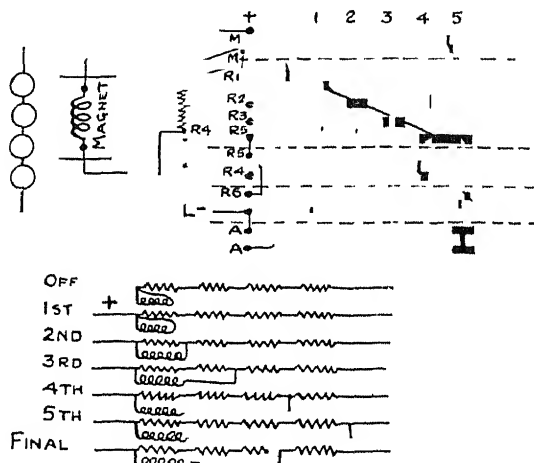 + 1 2 3 4 5
M
M
R1
R2
R3
R4 R5
R5
R4
R6
L-
A
A
MAGNET
OFF
1ST +
2ND
3RD
4TH
5TH
FINAL